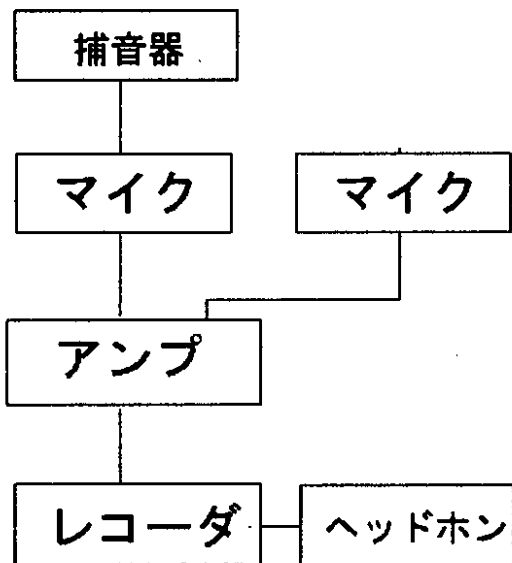 捕音器
マイク
マイク
アンプ
レコーダ
ヘッドホン